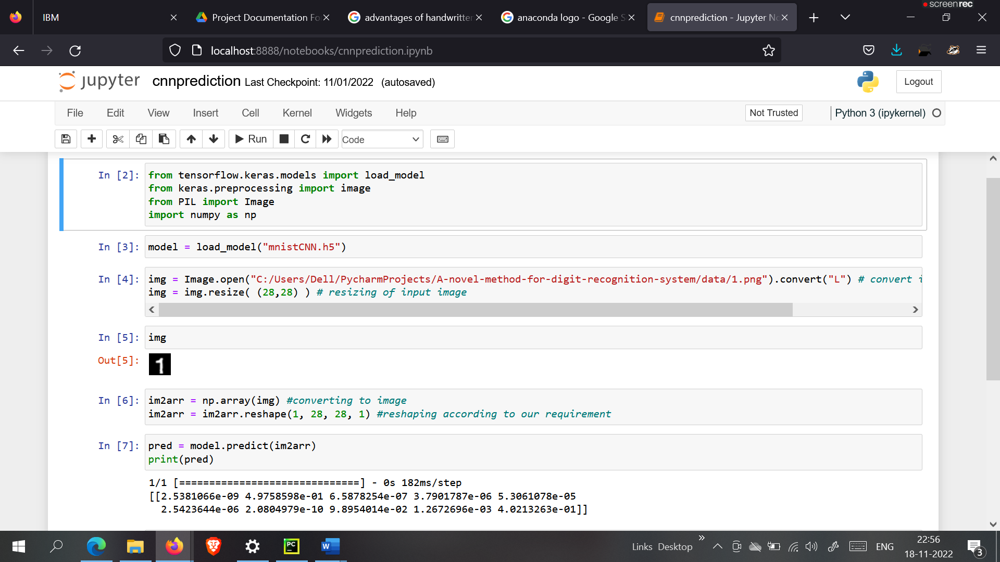 screenrec
IBM
Project Documentation Fo
advantages of handwritter
anaconda logo - Google S
cnnprediction - Jupyter No
localhost:8888/notebooks/cnnprediction.ipynb
jupyter cnnprediction Last Checkpoint: 11/01/2022 (autosaved)
Logout
File Edit View Insert Cell Kernel Widgets Help
Not Trusted
Python 3 (ipykernel)
Run
Code
In [2]: from tensorflow.keras.models import load_model
from keras.preprocessing import image
from PIL import Image
import numpy as np
In [3]: model = load_model("mnistCNN.h5")
In [4]: img = Image.open("C:/Users/Dell/PycharmProjects/A-novel-method-for-digit-recognition-system/data/1.png").convert("L") # convert i
img = img.resize( (28,28) ) # resizing of input image
In [5]: img
Out[5]: 1
In [6]: im2arr = np.array(img) #converting to image
im2arr = im2arr.reshape(1, 28, 28, 1) #reshaping according to our requirement
In [7]: pred = model.predict(im2arr)
print(pred)
1/1 [==============================] - 0s 182ms/step
[[2.5381066e-09 4.9758598e-01 6.5878254e-07 3.7901787e-06 5.3061078e-05
2.5423644e-06 2.0804979e-10 9.8954014e-02 1.2672696e-03 4.0213263e-01]]
PC
W
Links Desktop
ENG
22:56
18-11-2022
3